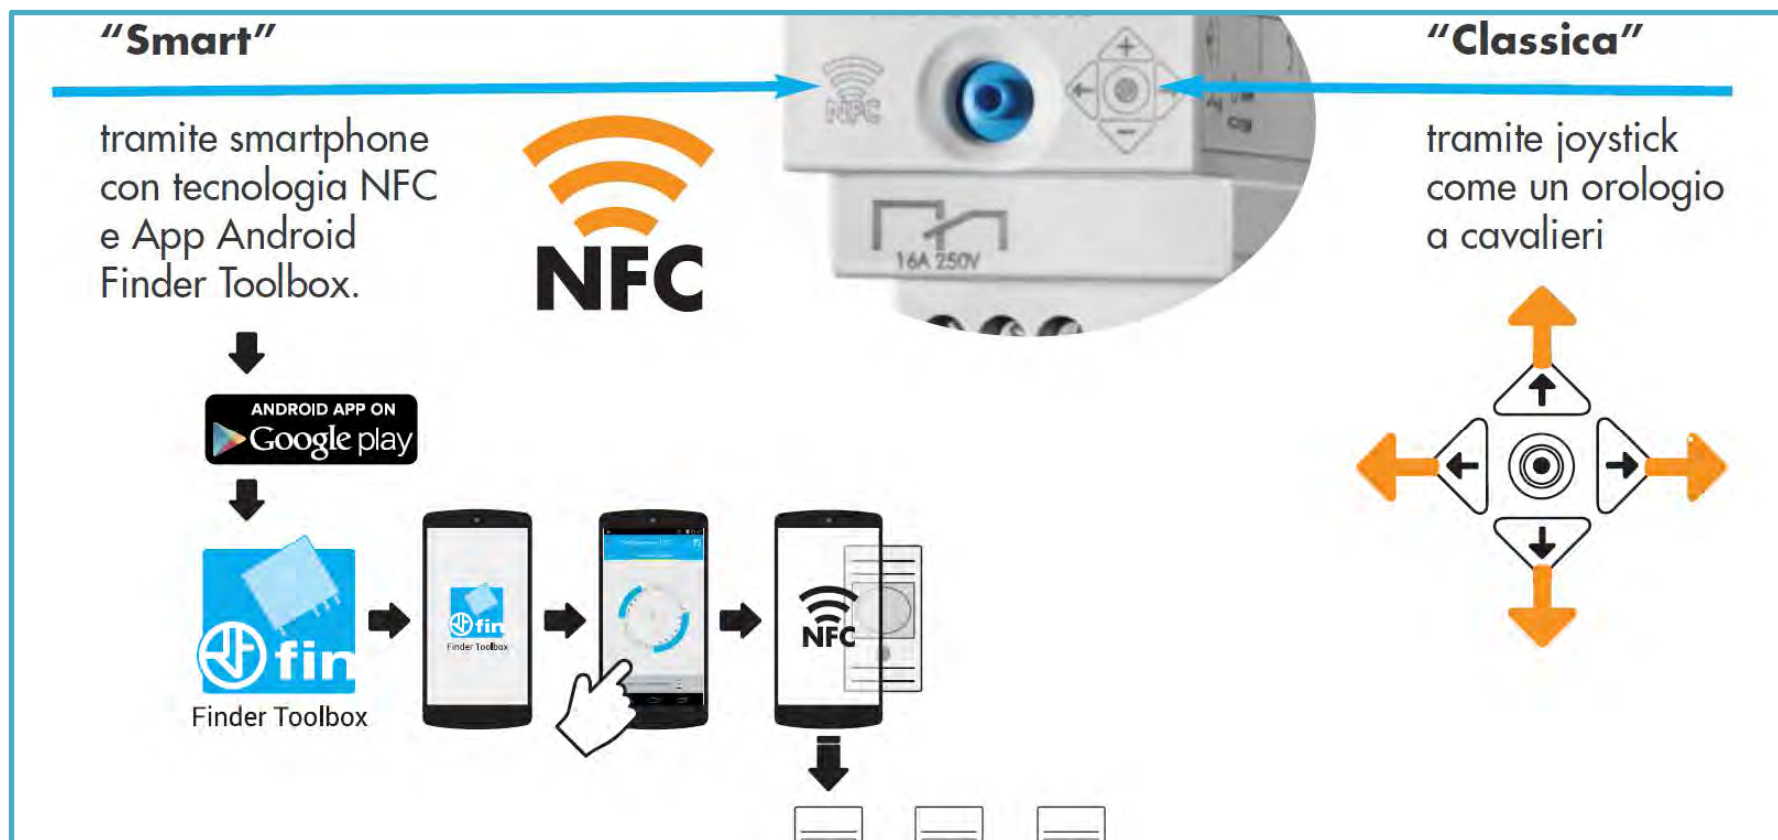 “Smart”
tramite smartphone
con tecnologia NFC
e App Android
Finder Toolbox.
NFC
NFC
16A 250V
“Classica”
tramite joystick
come un orologio
a cavalieri
ANDROID APP ON
Google play
fin
Finder Toolbox
fin
Finder Toolbox
NFC